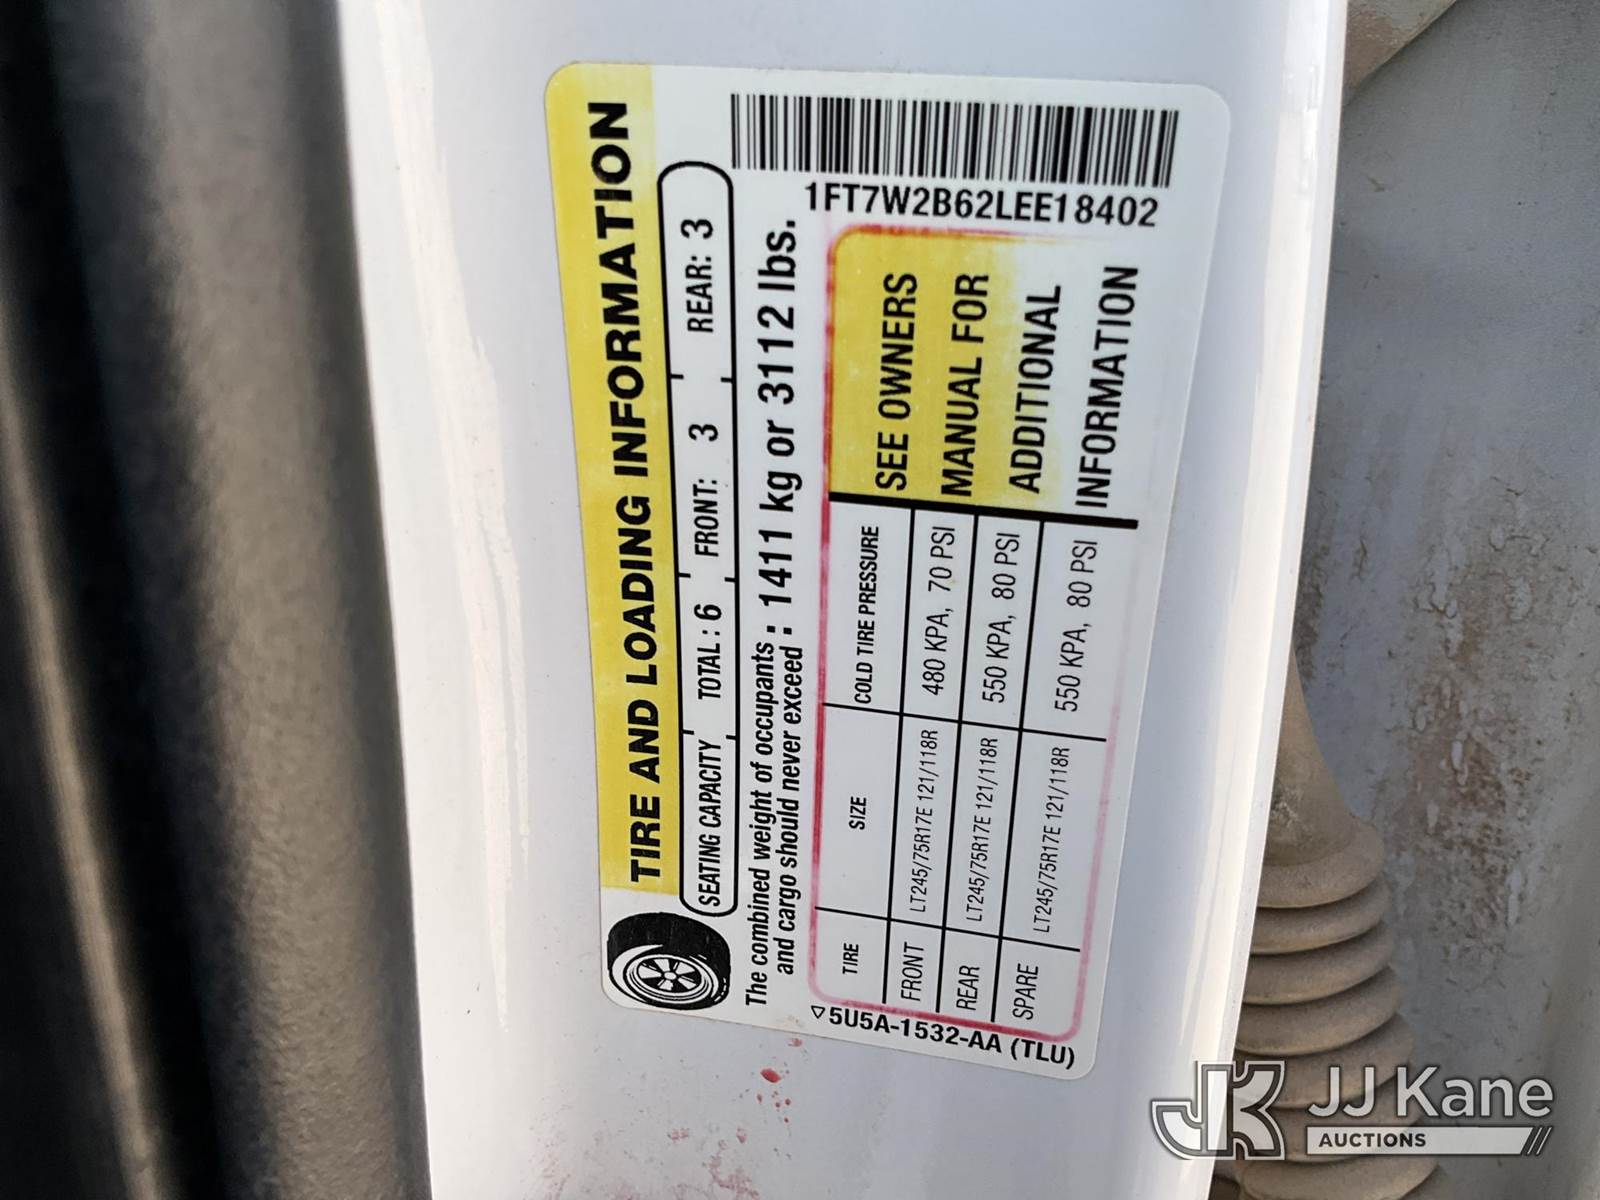 TIRE AND LOADING INFORMATION
SEATING CAPACITY TOTAL : 6 FRONT: 3 REAR: 3
The combined weight of occupants
and cargo should never exceed : 1411 kg or 3112 lbs.
1FT7W2B62LEE18402
TIRE SIZE COLD TIRE PRESSURE
FRONT LT245/75R17E 121/118R 480 KPA, 70 PSI
REAR LT245/75R17E 121/118R 550 KPA, 80 PSI
SPARE LT245/75R17E 121/118R 550 KPA, 80 PSI
SEE OWNERS
MANUAL FOR
ADDITIONAL
INFORMATION
5U5A-1532-AA (TLU)
JK JJ Kane
AUCTIONS